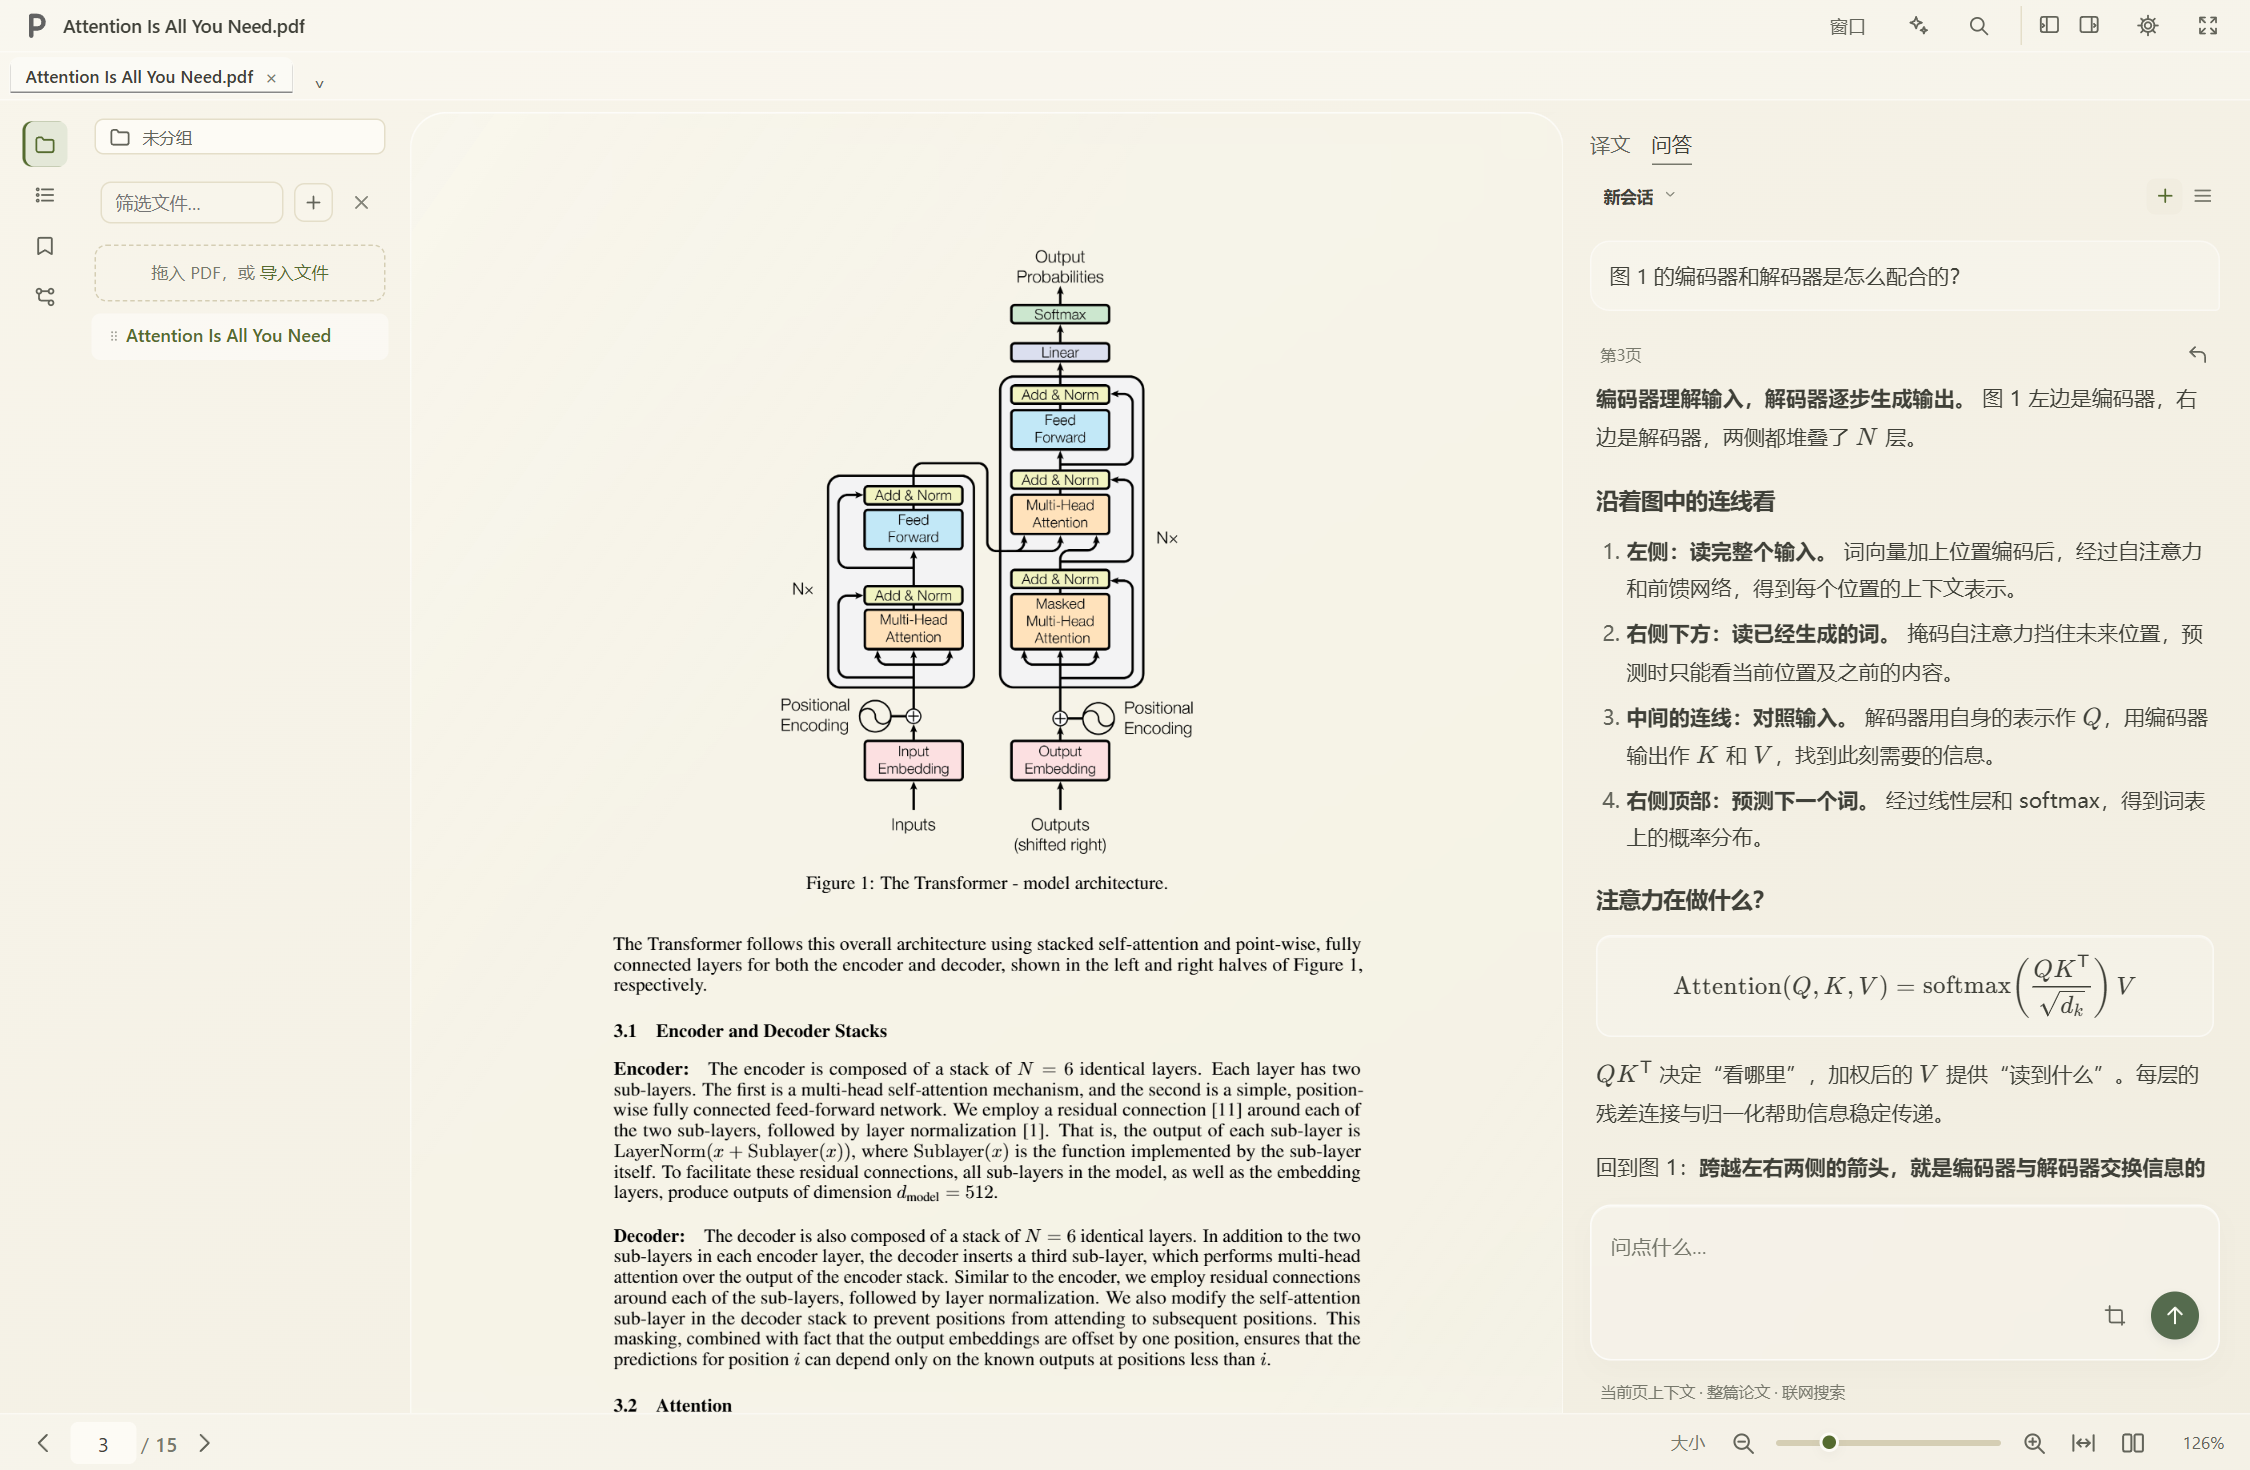 Attention Is All You Need.pdf
窗口
Attention Is All You Need.pdf
未分组
筛选文件...
拖入 PDF，或 导入文件
Attention Is All You Need
Output
Probabilities
Softmax
Linear
Add & Norm
Feed
Forward
Add & Norm
Multi-Head
Attention
Add & Norm
Feed
Forward
N×
Add & Norm
Masked
Multi-Head
Attention
N×
Add & Norm
Multi-Head
Attention
Positional
Encoding
Positional
Encoding
Input
Embedding
Output
Embedding
Inputs
Outputs
(shifted right)
Figure 1: The Transformer - model architecture.
The Transformer follows this overall architecture using stacked self-attention and point-wise, fully
connected layers for both the encoder and decoder, shown in the left and right halves of Figure 1,
respectively.
3.1 Encoder and Decoder Stacks
Encoder: The encoder is composed of a stack of N = 6 identical layers. Each layer has two
sub-layers. The first is a multi-head self-attention mechanism, and the second is a simple, position-
wise fully connected feed-forward network. We employ a residual connection [11] around each of
the two sub-layers, followed by layer normalization [1]. That is, the output of each sub-layer is
LayerNorm(x + Sublayer(x)), where Sublayer(x) is the function implemented by the sub-layer
itself. To facilitate these residual connections, all sub-layers in the model, as well as the embedding
layers, produce outputs of dimension d_model = 512.
Decoder: The decoder is also composed of a stack of N = 6 identical layers. In addition to the two
sub-layers in each encoder layer, the decoder inserts a third sub-layer, which performs multi-head
attention over the output of the encoder stack. Similar to the encoder, we employ residual connections
around each of the sub-layers, followed by layer normalization. We also modify the self-attention
sub-layer in the decoder stack to prevent positions from attending to subsequent positions. This
masking, combined with fact that the output embeddings are offset by one position, ensures that the
predictions for position i can depend only on the known outputs at positions less than i.
3.2 Attention
译文 问答
新会话
图 1 的编码器和解码器是怎么配合的？
第3页
编码器理解输入，解码器逐步生成输出。 图 1 左边是编码器，右
边是解码器，两侧都堆叠了 N 层。
沿着图中的连线看
1. 左侧：读完整个输入。 词向量加上位置编码后，经过自注意力
和前馈网络，得到每个位置的上下文表示。
2. 右侧下方：读已经生成的词。 掩码自注意力挡住未来位置，预
测时只能看当前位置及之前的内容。
3. 中间的连线：对照输入。 解码器用自身的表示作 Q，用编码器
输出作 K 和 V，找到此刻需要的信息。
4. 右侧顶部：预测下一个词。 经过线性层和 softmax，得到词表
上的概率分布。
注意力在做什么？
Attention(Q, K, V) = softmax(QK⊤/√d_k) V
QK⊤ 决定“看哪里”，加权后的 V 提供“读到什么”。每层的
残差连接与归一化帮助信息稳定传递。
回到图 1：跨越左右两侧的箭头，就是编码器与解码器交换信息的
问点什么...
当前页上下文 · 整篇论文 · 联网搜索
3 / 15
大小
126%